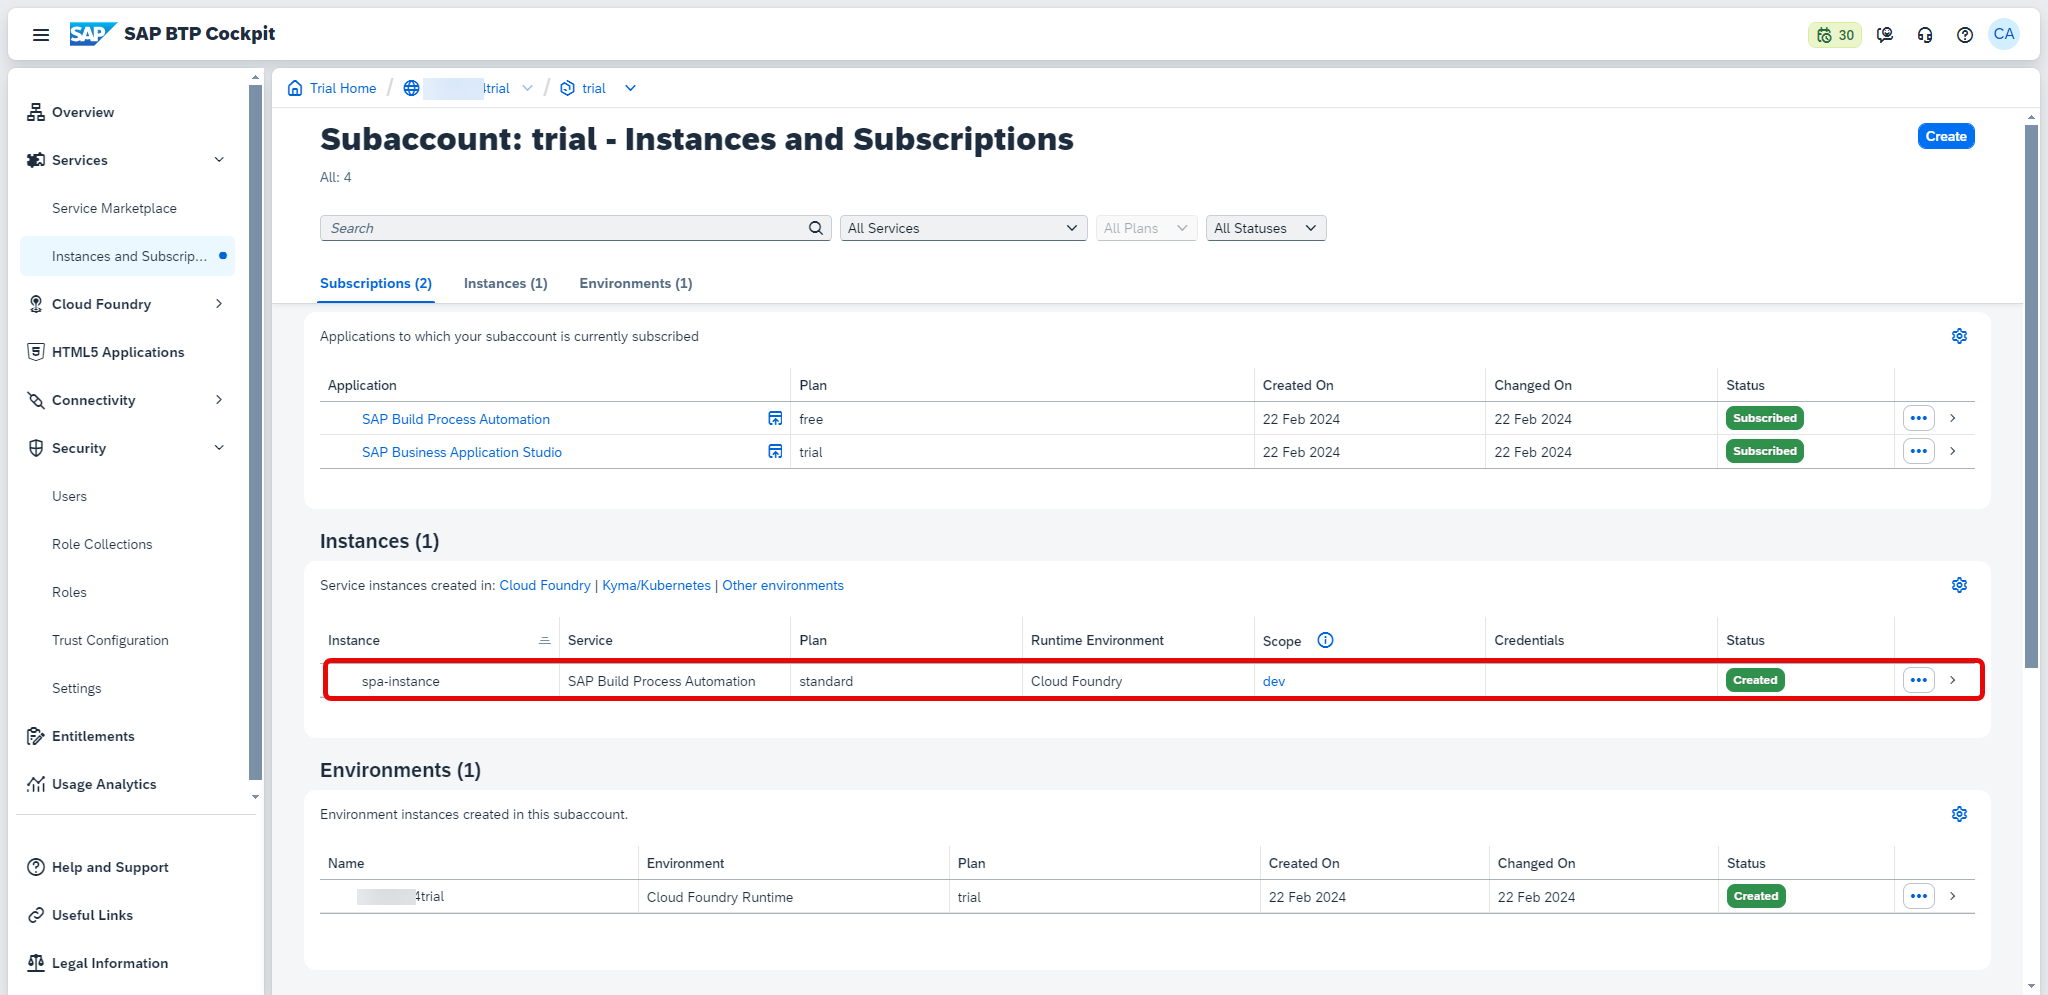 SAP SAP BTP Cockpit
30
CA
Overview
Services
Service Marketplace
Instances and Subscrip...
Cloud Foundry
HTML5 Applications
Connectivity
Security
Users
Role Collections
Roles
Trust Configuration
Settings
Entitlements
Usage Analytics
Help and Support
Useful Links
Legal Information
Trial Home / 4trial / trial
Subaccount: trial - Instances and Subscriptions
Create
All: 4
Search
All Services
All Plans
All Statuses
Subscriptions (2) Instances (1) Environments (1)
Applications to which your subaccount is currently subscribed
Application Plan Created On Changed On Status
SAP Build Process Automation free 22 Feb 2024 22 Feb 2024 Subscribed
SAP Business Application Studio trial 22 Feb 2024 22 Feb 2024 Subscribed
Instances (1)
Service instances created in: Cloud Foundry | Kyma/Kubernetes | Other environments
Instance Service Plan Runtime Environment Scope Credentials Status
spa-instance SAP Build Process Automation standard Cloud Foundry dev Created
Environments (1)
Environment instances created in this subaccount.
Name Environment Plan Created On Changed On Status
4trial Cloud Foundry Runtime trial 22 Feb 2024 22 Feb 2024 Created